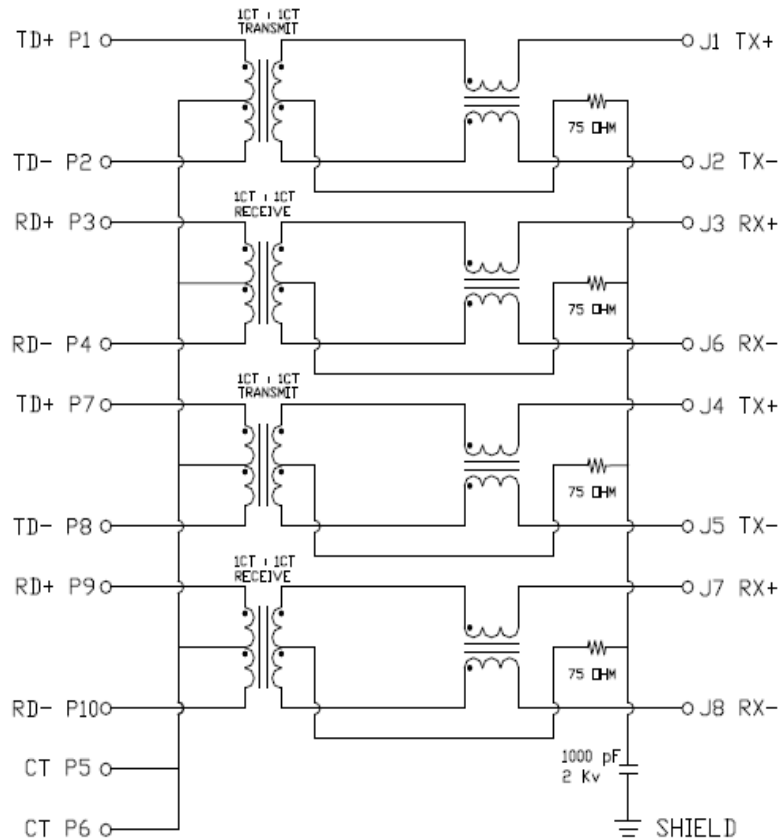 1CT : 1CT
TRANSMIT
TD+ P1
J1 TX+
75 OHM
TD- P2
J2 TX-
1CT : 1CT
RECEIVE
RD+ P3
J3 RX+
75 OHM
RD- P4
J6 RX-
1CT : 1CT
TRANSMIT
TD+ P7
J4 TX+
75 OHM
TD- P8
J5 TX-
1CT : 1CT
RECEIVE
RD+ P9
J7 RX+
75 OHM
RD- P10
J8 RX-
1000 pF
2 Kv
CT P5
CT P6
SHIELD